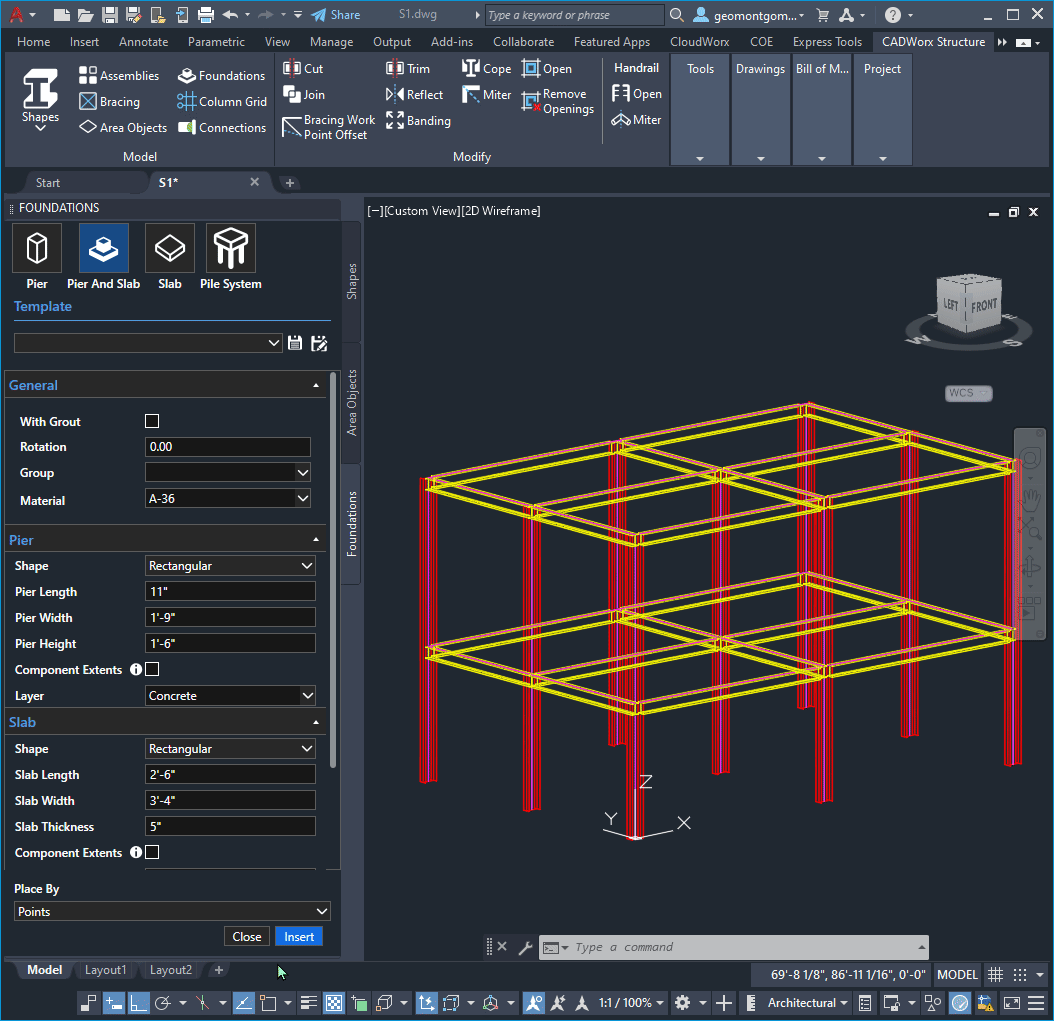 A Share S1.dwg Type a keyword or phrase geomontgom...
Home Insert Annotate Parametric View Manage Output Add-ins Collaborate Featured Apps CloudWorx COE Express Tools CADWorx Structure
Shapes
Assemblies
Bracing
Area Objects
Foundations
Column Grid
Connections
Model
Cut
Join
Bracing Work
Point Offset
Trim
Reflect
Banding
Cope
Miter
Open
Remove
Openings
Modify
Handrail
Open
Miter
Tools
Drawings
Bill of M...
Project
Start
S1*
FOUNDATIONS
Pier Pier And Slab Slab Pile System
Template
General
With Grout
Rotation 0.00
Group
Material A-36
Pier
Shape Rectangular
Pier Length 11"
Pier Width 1'-9"
Pier Height 1'-6"
Component Extents
Layer Concrete
Slab
Shape Rectangular
Slab Length 2'-6"
Slab Width 3'-4"
Slab Thickness 5"
Component Extents
Place By
Points
Close Insert
Shapes
Area Objects
Foundations
[−][Custom View][2D Wireframe]
LEFT FRONT
W S E
WCS
Z
Y X
Type a command
Model Layout1 Layout2 +
69'-8 1/8", 86'-11 1/16", 0'-0" MODEL
1:1 / 100% Architectural